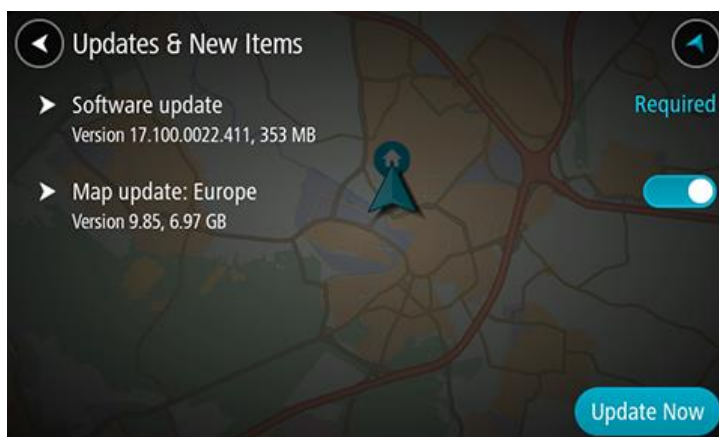 Updates & New Items
Software update
Required
Version 17.100.0022.411, 353 MB
Map update: Europe
Version 9.85, 6.97 GB
Update Now